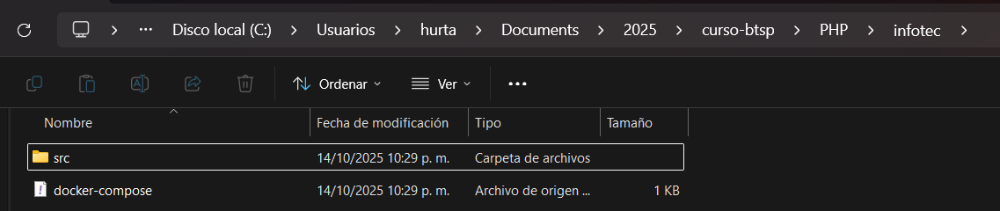 Disco local (C:) Usuarios hurta Documents 2025 curso-btsp PHP infotec
Ordenar Ver
Nombre Fecha de modificación Tipo Tamaño
src 14/10/2025 10:29 p. m. Carpeta de archivos
docker-compose 14/10/2025 10:29 p. m. Archivo de origen ... 1 KB